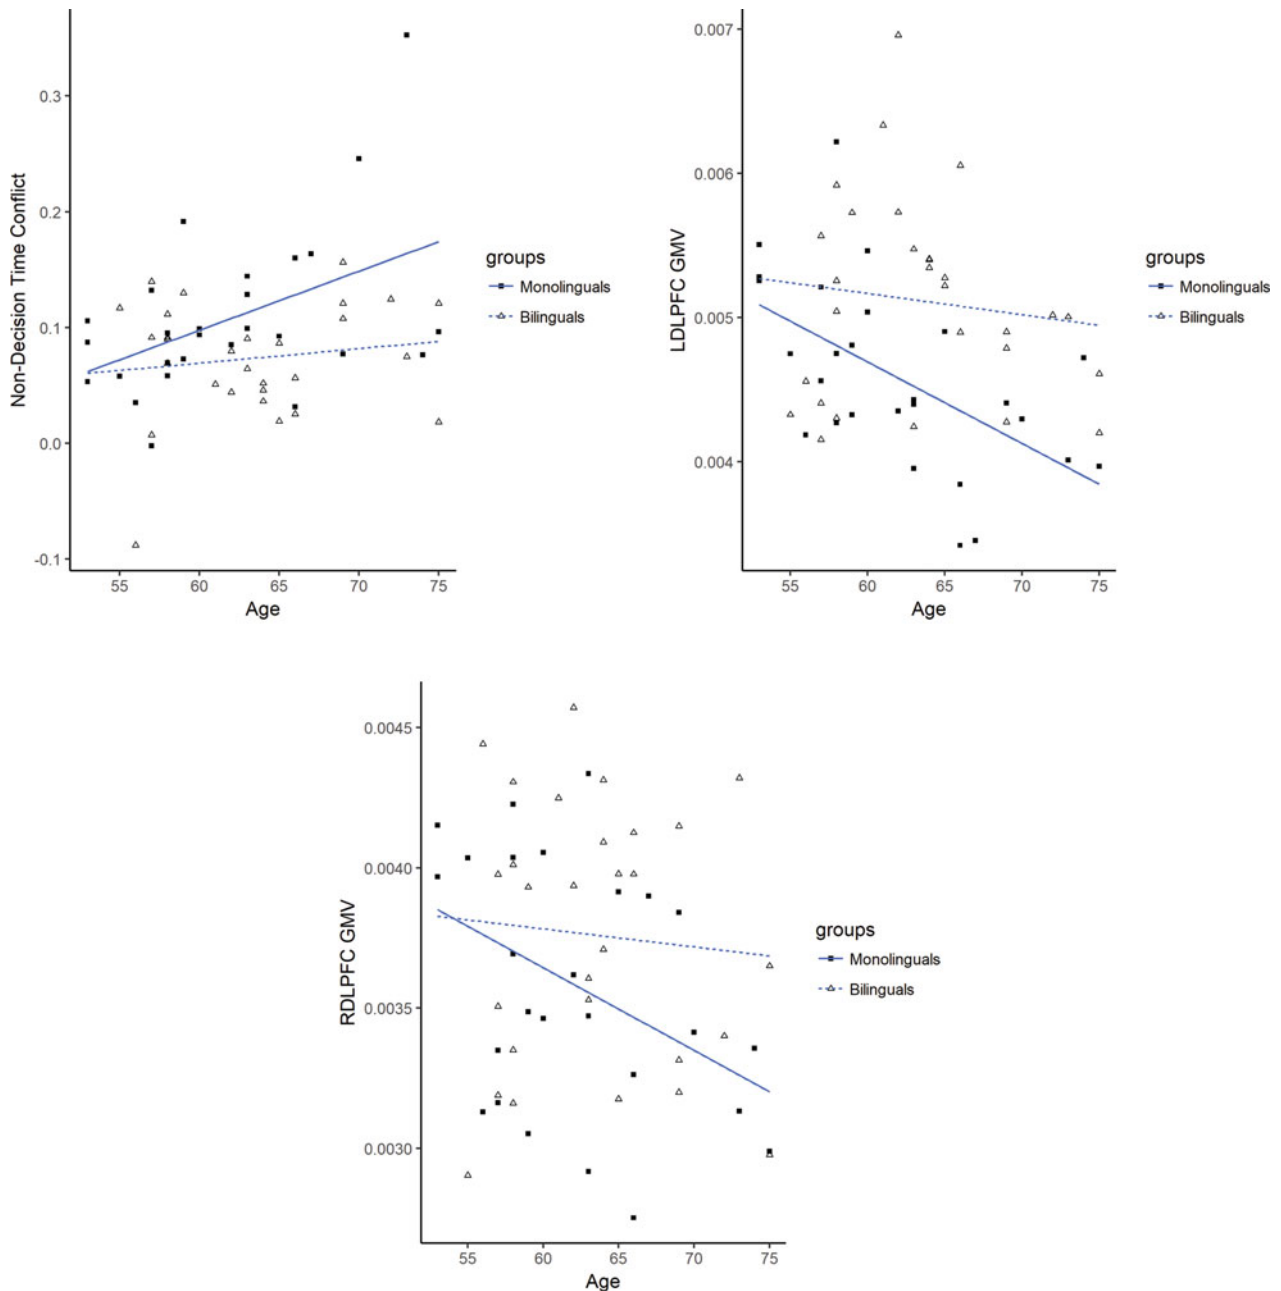 Non-Decision Time Conflict
0.3
0.2
0.1
0.0
-0.1
55 60 65 70 75
Age
groups
Monolinguals
Bilinguals
LDLPFC GMV
0.007
0.006
0.005
0.004
55 60 65 70 75
Age
groups
Monolinguals
Bilinguals
RDLPFC GMV
0.0045
0.0040
0.0035
0.0030
55 60 65 70 75
Age
groups
Monolinguals
Bilinguals